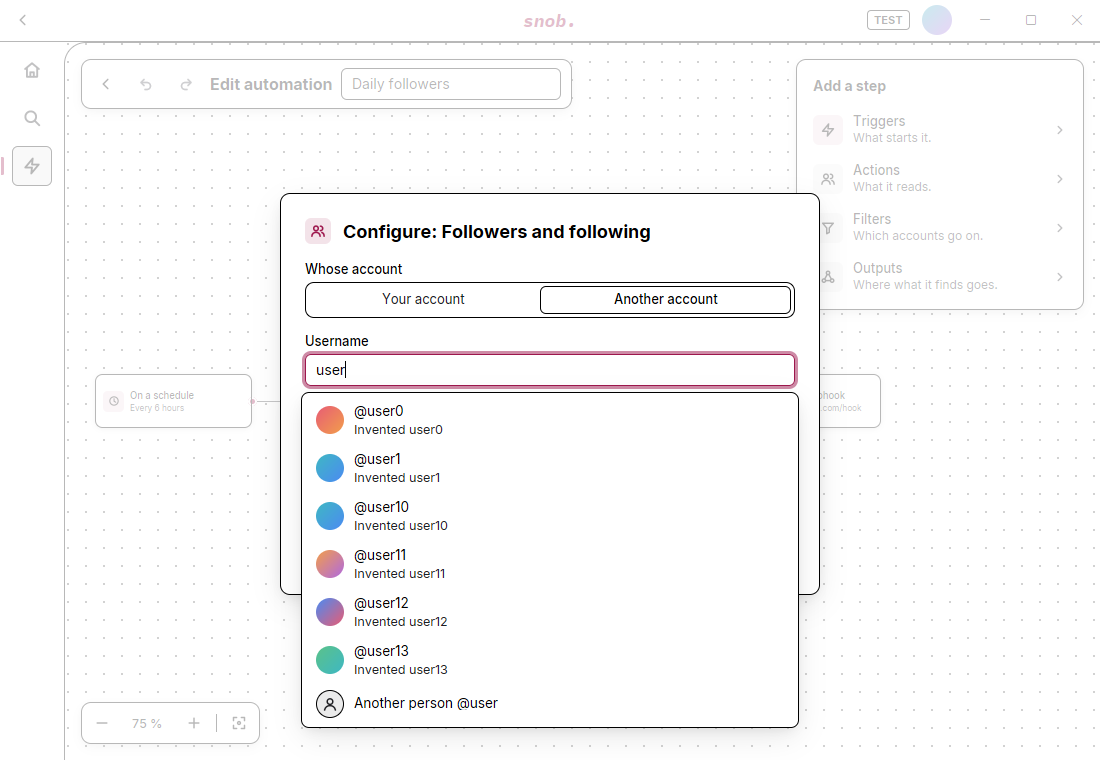 snob.
TEST
Edit automation
Daily followers
Add a step
Triggers
What starts it.
Actions
What it reads.
Filters
Which accounts go on.
Outputs
Where what it finds goes.
Configure: Followers and following
Whose account
Your account
Another account
Username
user
On a schedule
Every 6 hours
.com/hook
@user0
Invented user0
@user1
Invented user1
@user10
Invented user10
@user11
Invented user11
@user12
Invented user12
@user13
Invented user13
Another person @user
75 %